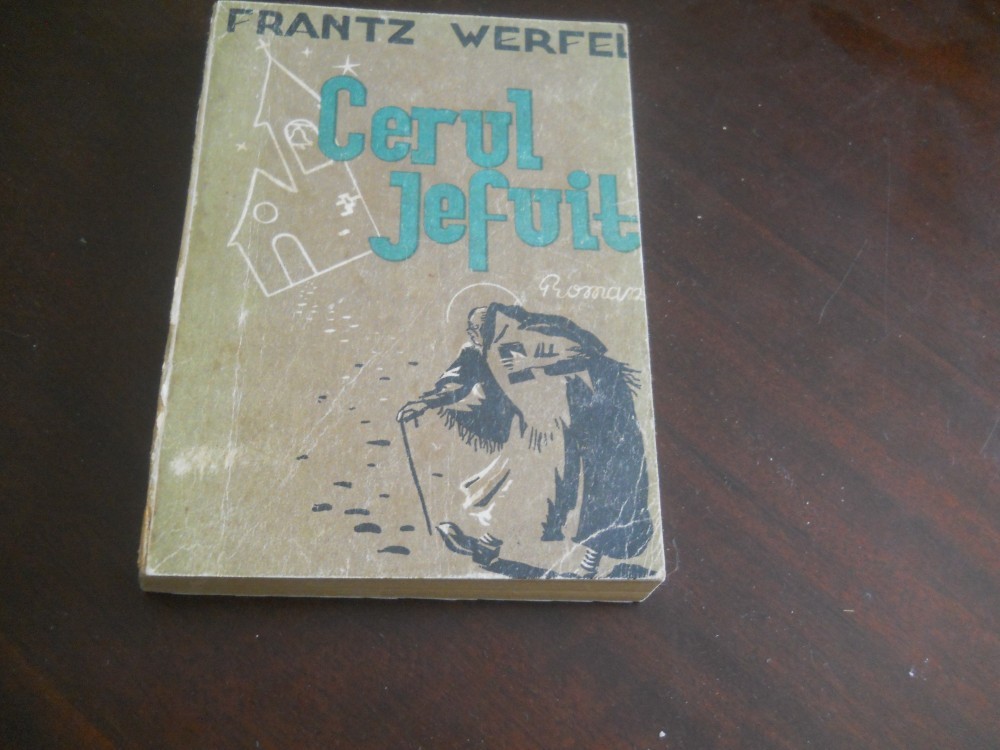 FRANTZ WERFEL
Cerul
Jefuit
Roman